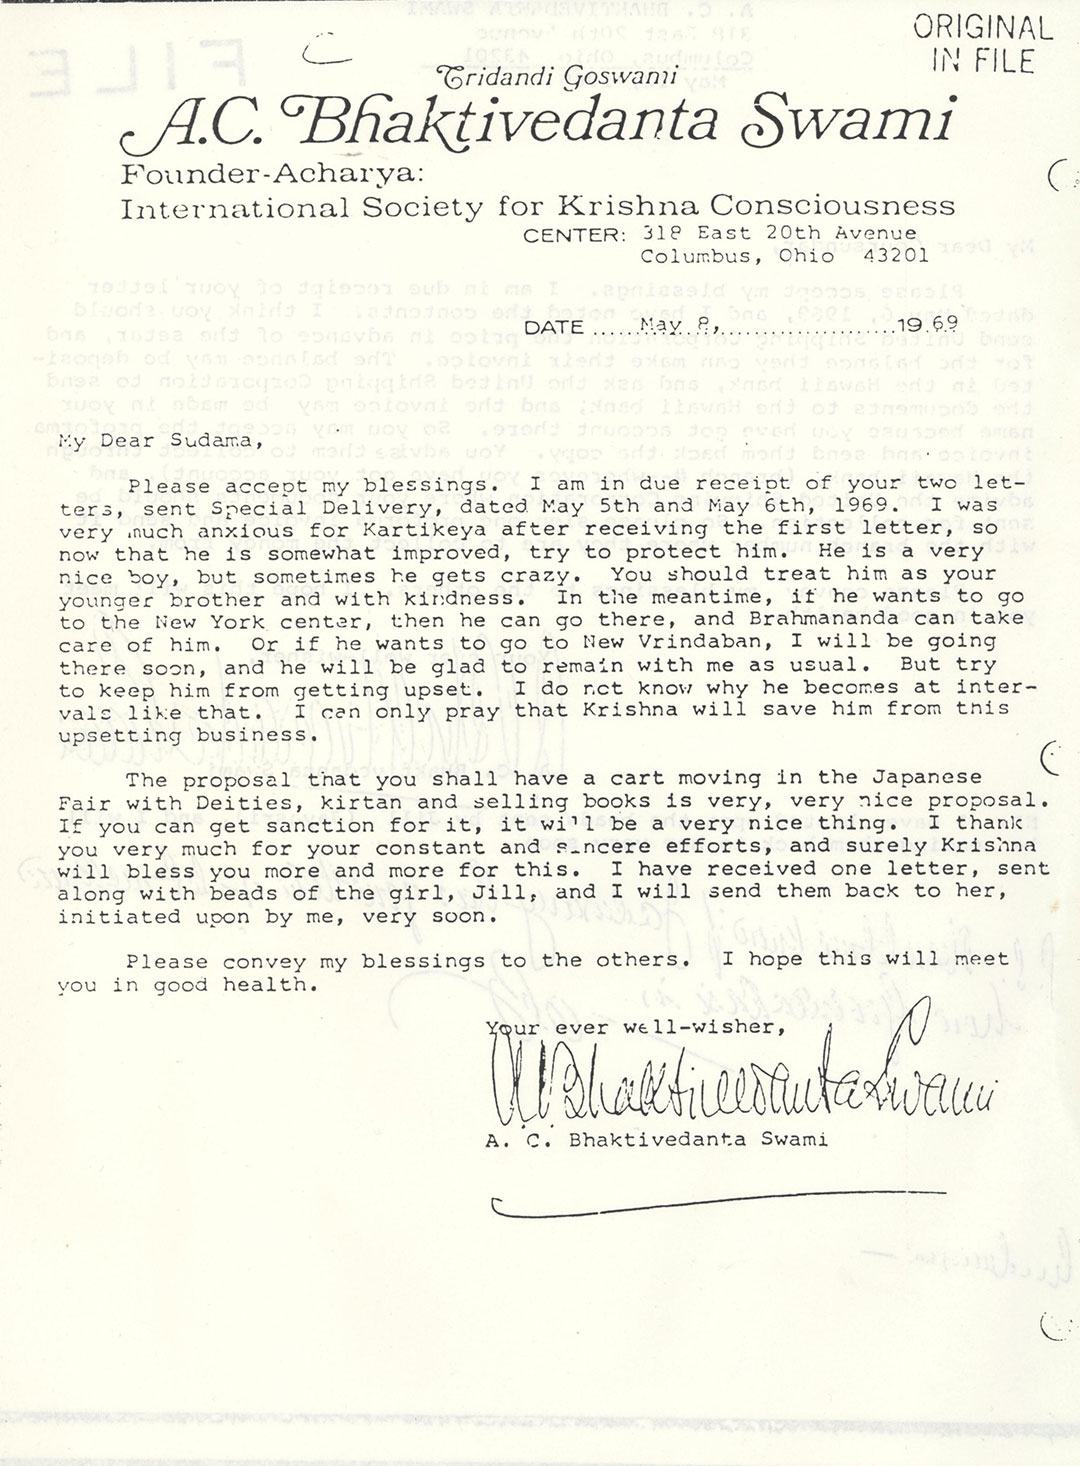 ORIGINAL
IN FILE
Tridandi Goswami
A.C. Bhaktivedanta Swami
Founder-Acharya:
International Society for Krishna Consciousness
CENTER: 318 East 20th Avenue
Columbus, Ohio 43201
DATE ......May 8,......................1969
My Dear Sudama,
Please accept my blessings. I am in due receipt of your two let-
ters, sent Special Delivery, dated May 5th and May 6th, 1969. I was
very much anxious for Kartikeya after receiving the first letter, so
now that he is somewhat improved, try to protect him. He is a very
nice boy, but sometimes he gets crazy. You should treat him as your
younger brother and with kindness. In the meantime, if he wants to go
to the New York center, then he can go there, and Brahmananda can take
care of him. Or if he wants to go to New Vrindaban, I will be going
there soon, and he will be glad to remain with me as usual. But try
to keep him from getting upset. I do not know why he becomes at inter-
vals like that. I can only pray that Krishna will save him from this
upsetting business.
The proposal that you shall have a cart moving in the Japanese
Fair with Deities, kirtan and selling books is very, very nice proposal.
If you can get sanction for it, it will be a very nice thing. I thank
you very much for your constant and sincere efforts, and surely Krishna
will bless you more and more for this. I have received one letter, sent
along with beads of the girl, Jill, and I will send them back to her,
initiated upon by me, very soon.
Please convey my blessings to the others. I hope this will meet
you in good health.
Your ever well-wisher,
A C Bhaktivedanta Swami
A. C. Bhaktivedanta Swami